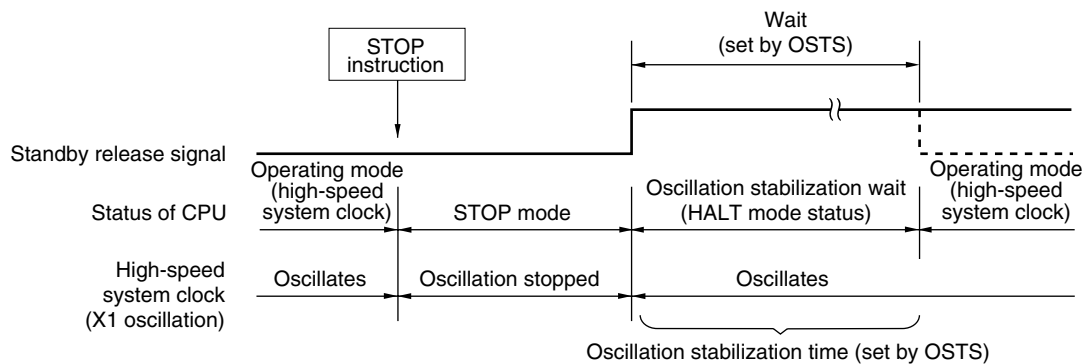 Wait
(set by OSTS)
STOP
instruction
Standby release signal
Operating mode
(high-speed
system clock)
Oscillation stabilization wait
(HALT mode status)
Operating mode
(high-speed
system clock)
Status of CPU
STOP mode
High-speed
system clock
(X1 oscillation)
Oscillates
Oscillation stopped
Oscillates
Oscillation stabilization time (set by OSTS)